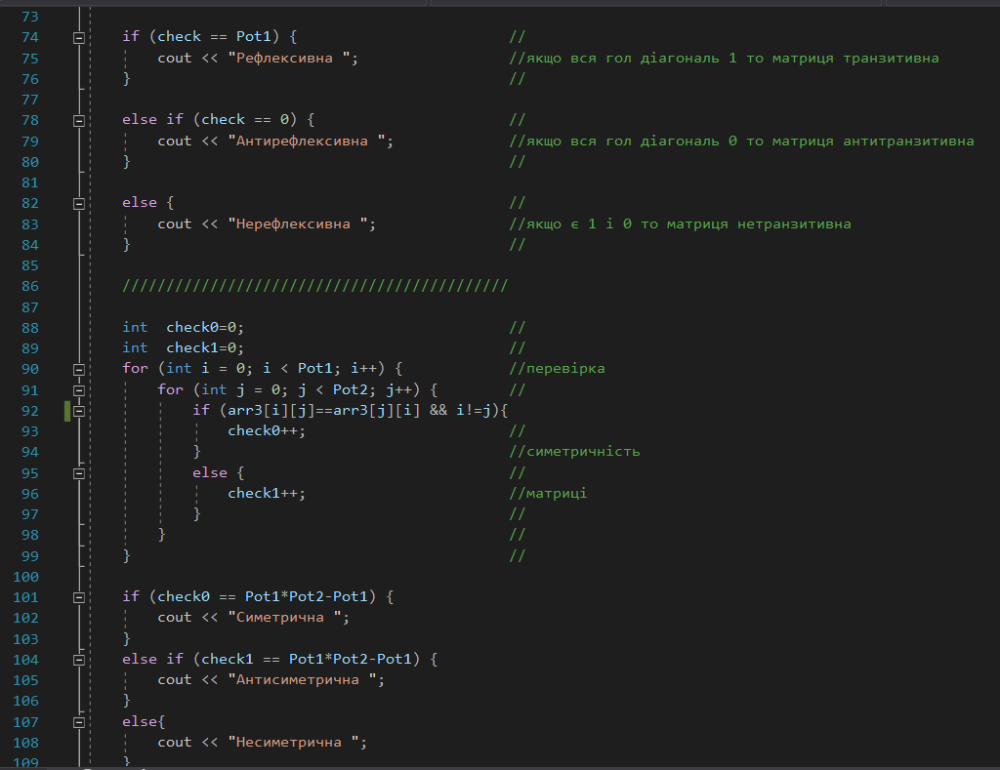 73
74 if (check == Pot1) { //
75 cout << "Рефлексивна "; //якщо вся гол діагональ 1 то матриця транзитивна
76 } //
77
78 else if (check == 0) { //
79 cout << "Антирефлексивна "; //якщо вся гол діагональ 0 то матриця антитранзитивна
80 } //
81
82 else { //
83 cout << "Нерефлексивна "; //якщо є 1 і 0 то матриця нетранзитивна
84 } //
85
86 ////////////////////////////////////////////
87
88 int check0=0; //
89 int check1=0; //
90 for (int i = 0; i < Pot1; i++) { //перевірка
91 for (int j = 0; j < Pot2; j++) { //
92 if (arr3[i][j]==arr3[j][i] && i!=j){
93 check0++; //
94 } //симетричність
95 else { //
96 check1++; //матриці
97 } //
98 } //
99 } //
100
101 if (check0 == Pot1*Pot2-Pot1) {
102 cout << "Симетрична ";
103 }
104 else if (check1 == Pot1*Pot2-Pot1) {
105 cout << "Антисиметрична ";
106 }
107 else{
108 cout << "Несиметрична ";
109 }